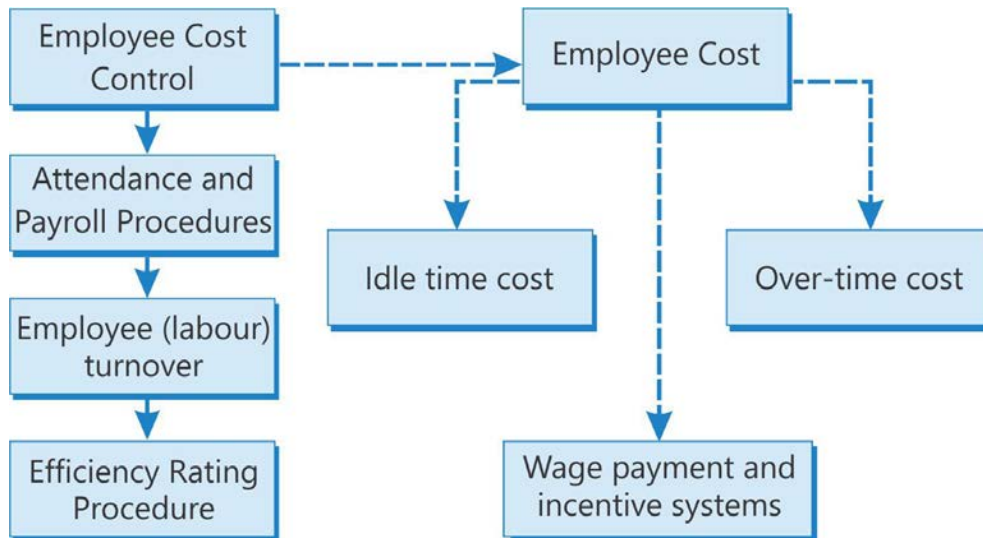 Employee Cost
Control
Employee Cost
Attendance and
Payroll Procedures
Idle time cost
Over-time cost
Employee (labour)
turnover
Efficiency Rating
Procedure
Wage payment and
incentive systems